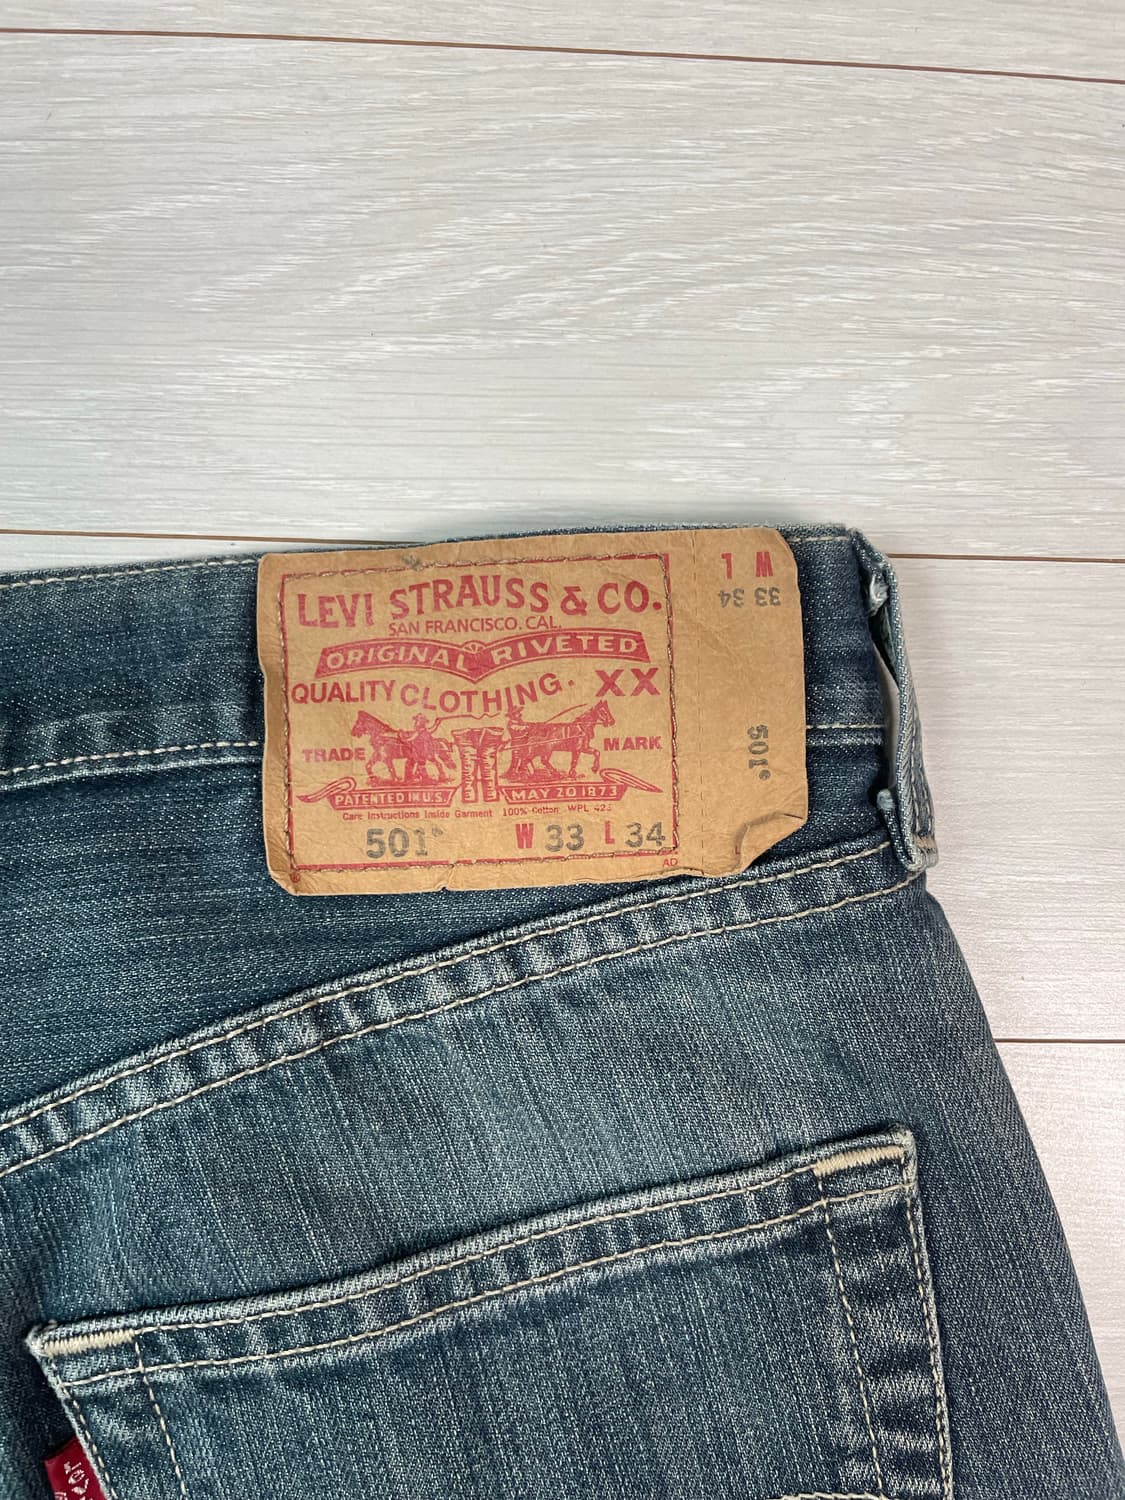 LEVI STRAUSS & CO.
SAN FRANCISCO. CAL.
ORIGINAL RIVETED
QUALITY CLOTHING. XX
TRADE MARK
PATENTED IN U.S. MAY 20 1873
Care Instructions Inside Garment 100% Cotton WPL 423
501® W 33 L 34
AD
®
W L
33 34
501®